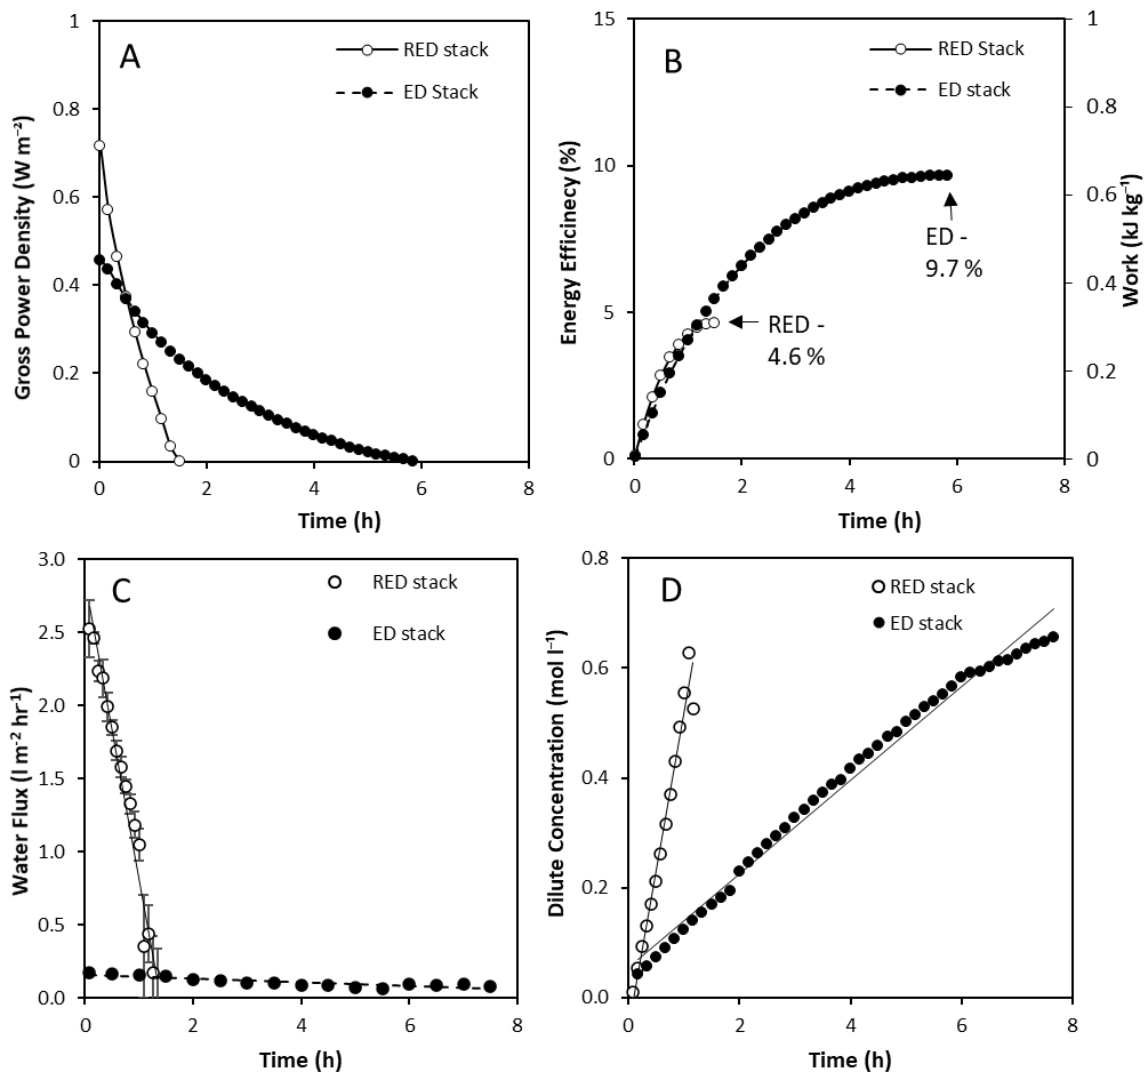 A
RED stack
ED Stack
1
0.8
0.6
0.4
0.2
0
0
2
4
6
8
Gross Power Density (W m⁻²)
Time (h)
B
RED Stack
ED stack
15
10
5
0
0
2
4
6
8
1
0.8
0.6
0.4
0.2
0
Energy Efficinecy (%)
Work (kJ kg⁻¹)
ED -
9.7 %
RED -
4.6 %
Time (h)
C
RED stack
ED stack
3.0
2.5
2.0
1.5
1.0
0.5
0.0
0
2
4
6
8
Water Flux (l m⁻² hr⁻¹)
Time (h)
D
RED stack
ED stack
0.8
0.6
0.4
0.2
0.0
0
2
4
6
8
Dilute Concentration (mol l⁻¹)
Time (h)